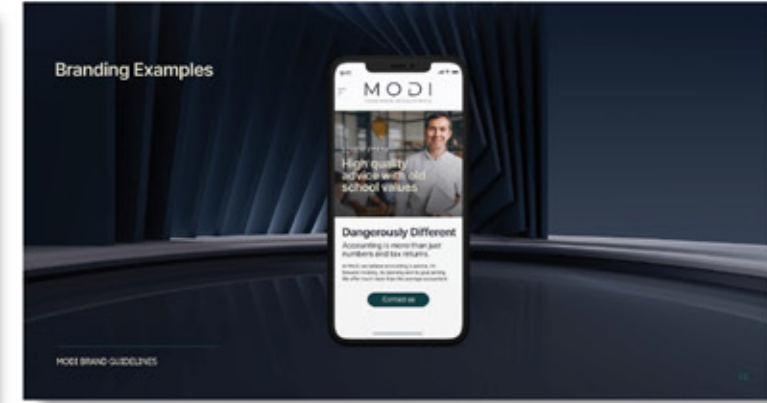 Branding Examples
MODI
High quality
advice with old
school values
Dangerously Different
Accounting is more than just
numbers and tax returns.
Contact us
MODI BRAND GUIDELINES